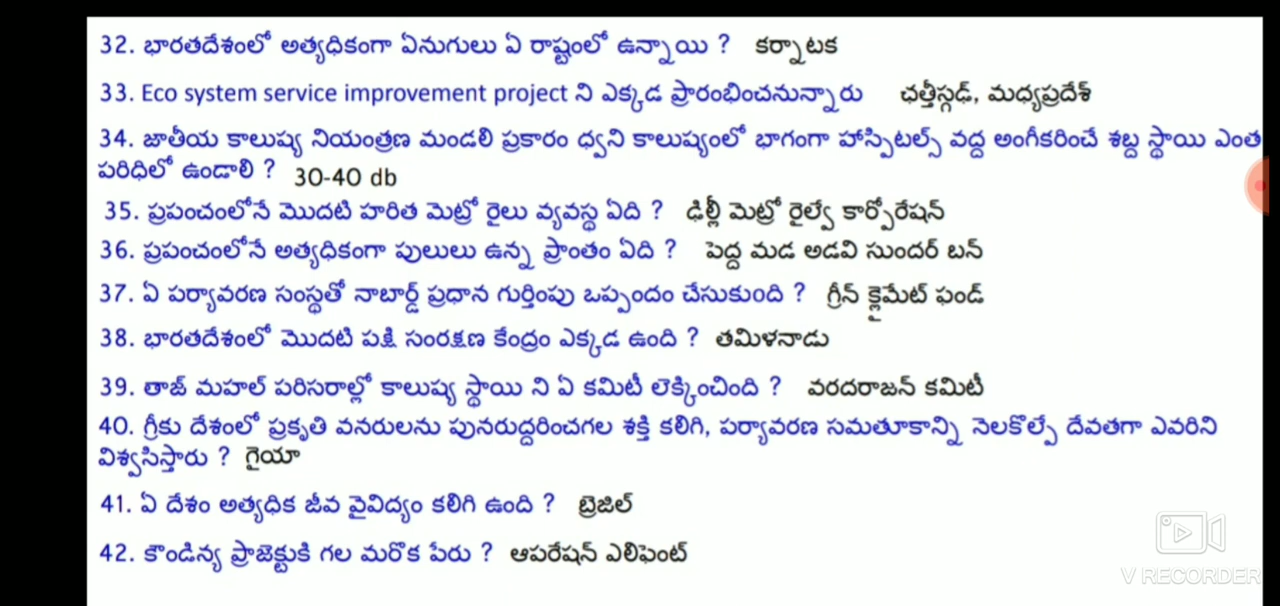 32. భారతదేశంలో అత్యధికంగా ఏనుగులు ఏ రాష్టంలో ఉన్నాయి ? కర్నాటక
33. Eco system service improvement project ని ఎక్కడ ప్రారంభించనున్నారు ఛత్తీస్గఢ్, మధ్యప్రదేశ్
34. జాతీయ కాలుష్య నియంత్రణ మండలి ప్రకారం ధ్వని కాలుష్యంలో భాగంగా హాస్పిటల్స్ వద్ద అంగీకరించే శబ్ద స్థాయి ఎంత
పరిధిలో ఉండాలి ? 30-40 db
35. ప్రపంచంలోనే మొదటి హరిత మెట్రో రైలు వ్యవస్థ ఏది ? ఢిల్లీ మెట్రో రైల్వే కార్పోరేషన్
36. ప్రపంచంలోనే అత్యధికంగా పులులు ఉన్న ప్రాంతం ఏది ? పెద్ద మడ అడవి సుందర్ బన్
37. ఏ పర్యావరణ సంస్థతో నాబార్డ్ ప్రధాన గుర్తింపు ఒప్పందం చేసుకుంది ? గ్రీన్ క్లైమేట్ ఫండ్
38. భారతదేశంలో మొదటి పక్షి సంరక్షణ కేంద్రం ఎక్కడ ఉంది ? తమిళనాడు
39. తాజ్ మహల్ పరిసరాల్లో కాలుష్య స్థాయి ని ఏ కమిటీ లెక్కించింది ? వరదరాజన్ కమిటీ
40. గ్రీకు దేశంలో ప్రకృతి వనరులను పునరుద్దరించగల శక్తి కలిగి, పర్యావరణ సమతూకాన్ని నెలకొల్పే దేవతగా ఎవరిని
విశ్వసిస్తారు ? గైయా
41. ఏ దేశం అత్యధిక జీవ వైవిద్యం కలిగి ఉంది ? బ్రెజిల్
42. కౌండిన్య ప్రాజెక్టుకి గల మరొక పేరు ? ఆపరేషన్ ఎలిఫెంట్
V RECORDER